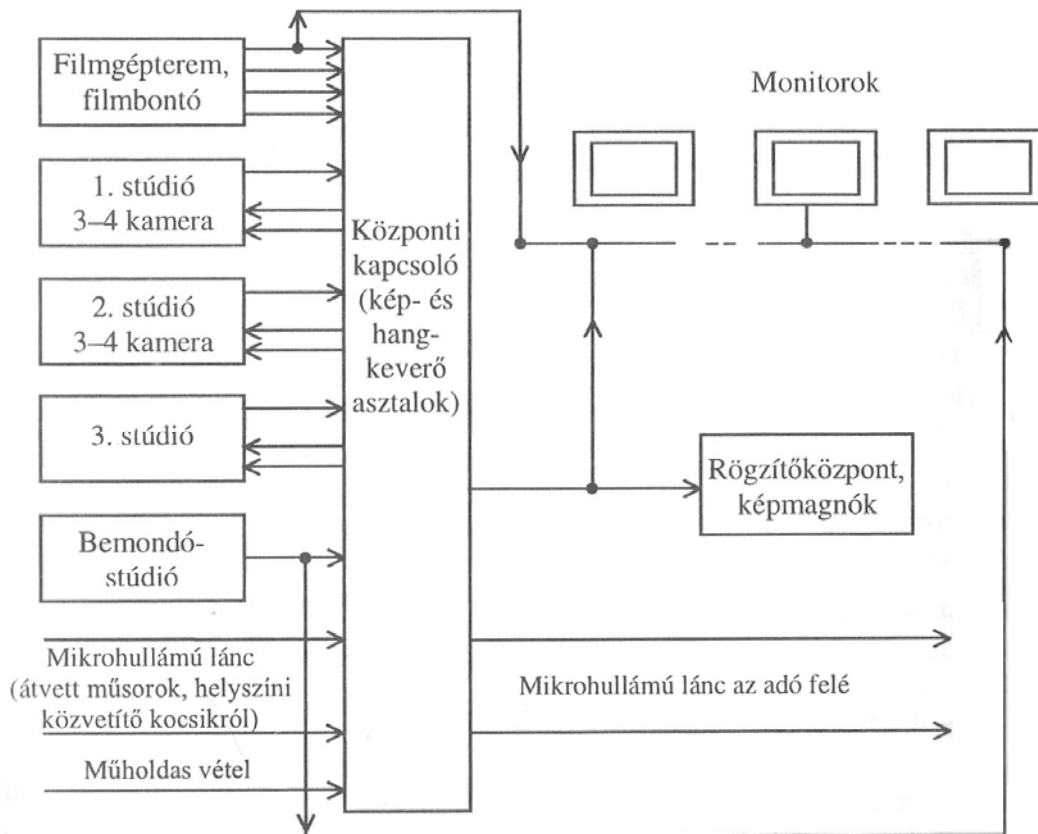 Filmgépterem,
filmbontó
1. stúdió
3–4 kamera
2. stúdió
3–4 kamera
3. stúdió
Bemondó-
stúdió
Mikrohullámú lánc
(átvett műsorok, helyszíni
közvetítő kocsikról)
Műholdas vétel
Központi
kapcsoló
(kép- és
hang-
keverő
asztalok)
Monitorok
Rögzítőközpont,
képmagnók
Mikrohullámú lánc az adó felé